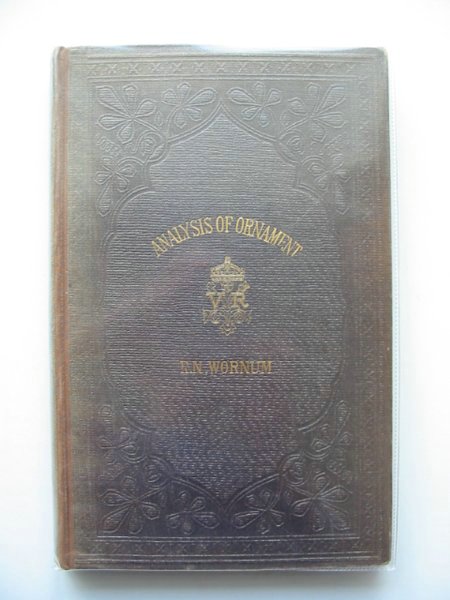 ANALYSIS OF ORNAMENT
VR
R.N. WORNUM